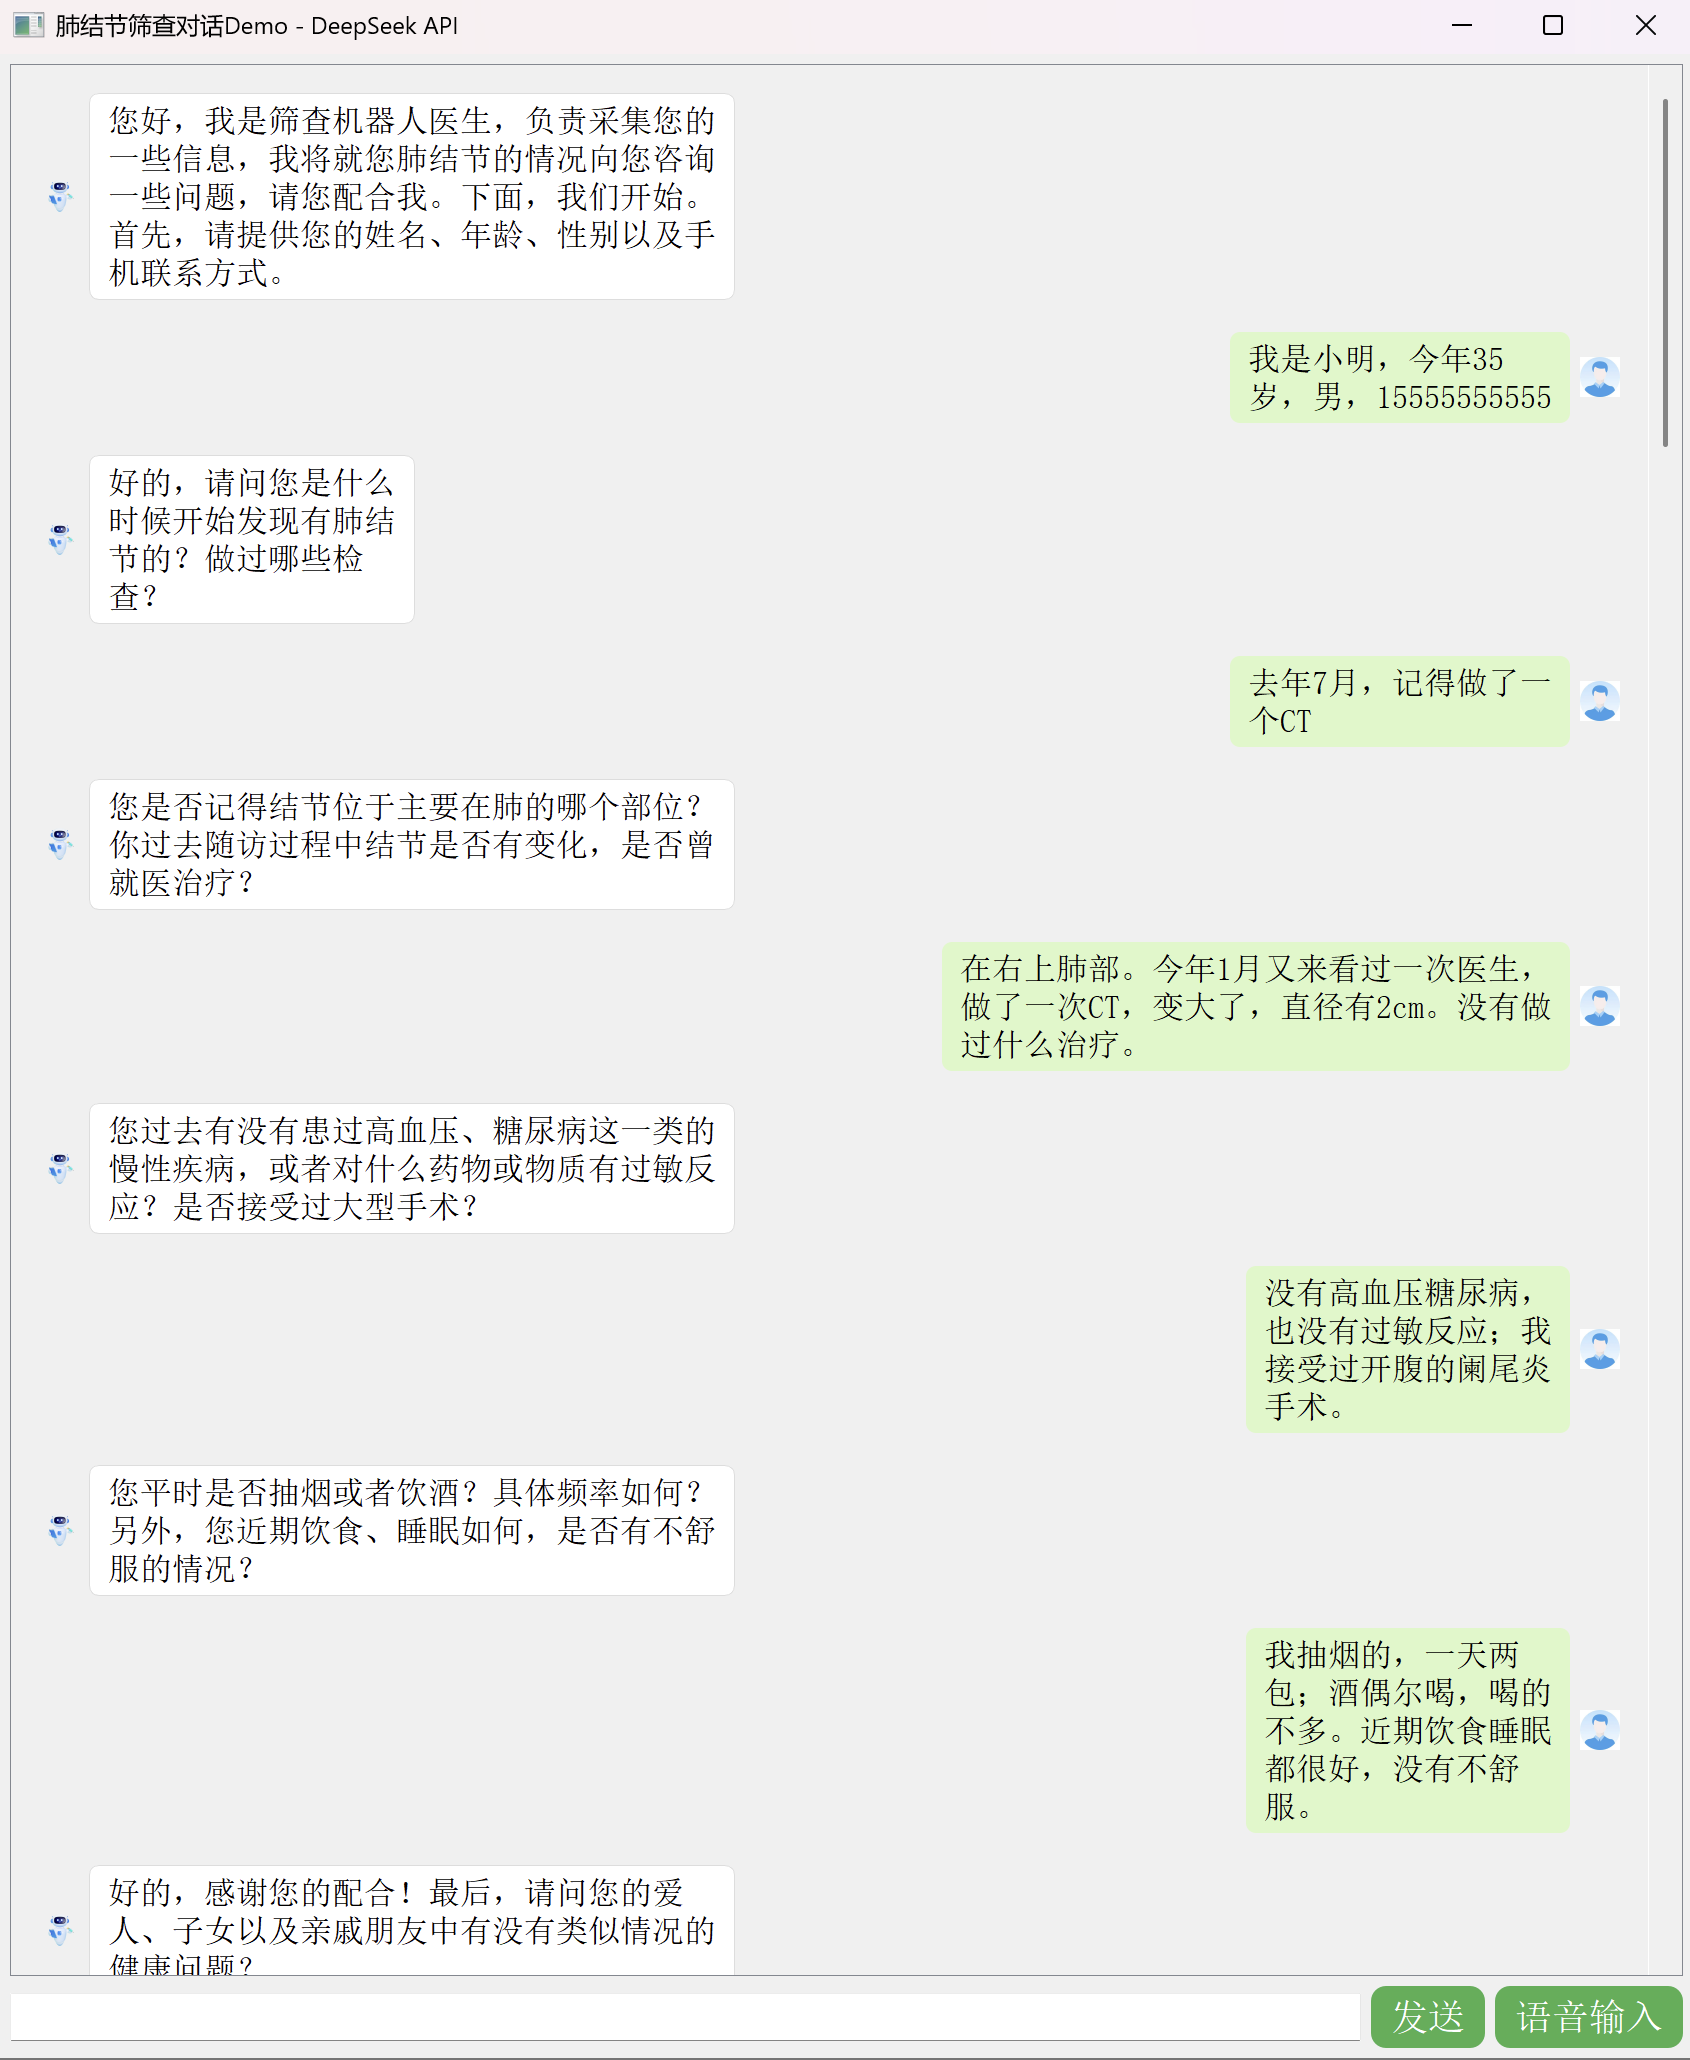 肺结节筛查对话Demo - DeepSeek API
您好，我是筛查机器人医生，负责采集您的
一些信息，我将就您肺结节的情况向您咨询
一些问题，请您配合我。下面，我们开始。
首先，请提供您的姓名、年龄、性别以及手
机联系方式。
我是小明，今年35
岁，男，15555555555
好的，请问您是什么
时候开始发现有肺结
节的？做过哪些检
查？
去年7月，记得做了一
个CT
您是否记得结节位于主要在肺的哪个部位？
你过去随访过程中结节是否有变化，是否曾
就医治疗？
在右上肺部。今年1月又来看过一次医生，
做了一次CT，变大了，直径有2cm。没有做
过什么治疗。
您过去有没有患过高血压、糖尿病这一类的
慢性疾病，或者对什么药物或物质有过敏反
应？是否接受过大型手术？
没有高血压糖尿病，
也没有过敏反应；我
接受过开腹的阑尾炎
手术。
您平时是否抽烟或者饮酒？具体频率如何？
另外，您近期饮食、睡眠如何，是否有不舒
服的情况？
我抽烟的，一天两
包；酒偶尔喝，喝的
不多。近期饮食睡眠
都很好，没有不舒
服。
好的，感谢您的配合！最后，请问您的爱
人、子女以及亲戚朋友中有没有类似情况的
健康问题？
发送
语音输入